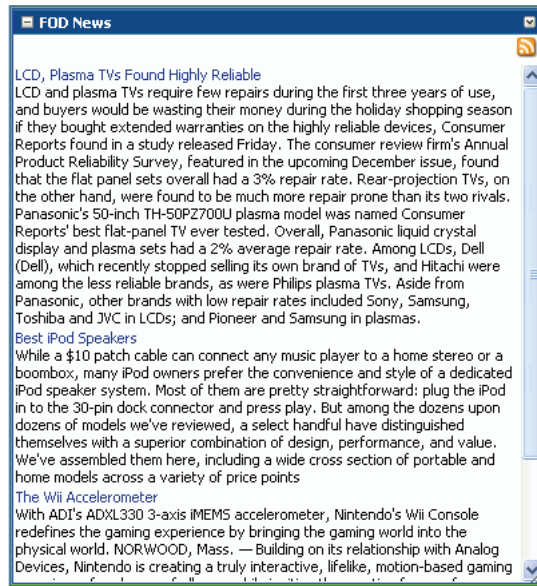 FOD News
LCD, Plasma TVs Found Highly Reliable
LCD and plasma TVs require few repairs during the first three years of use,
and buyers would be wasting their money during the holiday shopping season
if they bought extended warranties on the highly reliable devices, Consumer
Reports found in a study released Friday. The consumer review firm's Annual
Product Reliability Survey, featured in the upcoming December issue, found
that the flat panel sets overall had a 3% repair rate. Rear-projection TVs, on
the other hand, were found to be much more repair prone than its two rivals.
Panasonic's 50-inch TH-50PZ700U plasma model was named Consumer
Reports' best flat-panel TV ever tested. Overall, Panasonic liquid crystal
display and plasma sets had a 2% average repair rate. Among LCDs, Dell
(Dell), which recently stopped selling its own brand of TVs, and Hitachi were
among the less reliable brands, as were Philips plasma TVs. Aside from
Panasonic, other brands with low repair rates included Sony, Samsung,
Toshiba and JVC in LCDs; and Pioneer and Samsung in plasmas.
Best iPod Speakers
While a $10 patch cable can connect any music player to a home stereo or a
boombox, many iPod owners prefer the convenience and style of a dedicated
iPod speaker system. Most of them are pretty straightforward: plug the iPod
in to the 30-pin dock connector and press play. But among the dozens upon
dozens of models we've reviewed, a select handful have distinguished
themselves with a superior combination of design, performance, and value.
We've assembled them here, including a wide cross section of portable and
home models across a variety of price points
The Wii Accelerometer
With ADI's ADXL330 3-axis iMEMS accelerometer, Nintendo's Wii Console
redefines the gaming experience by bringing the gaming world into the
physical world. NORWOOD, Mass. — Building on its relationship with Analog
Devices, Nintendo is creating a truly interactive, lifelike, motion-based gaming